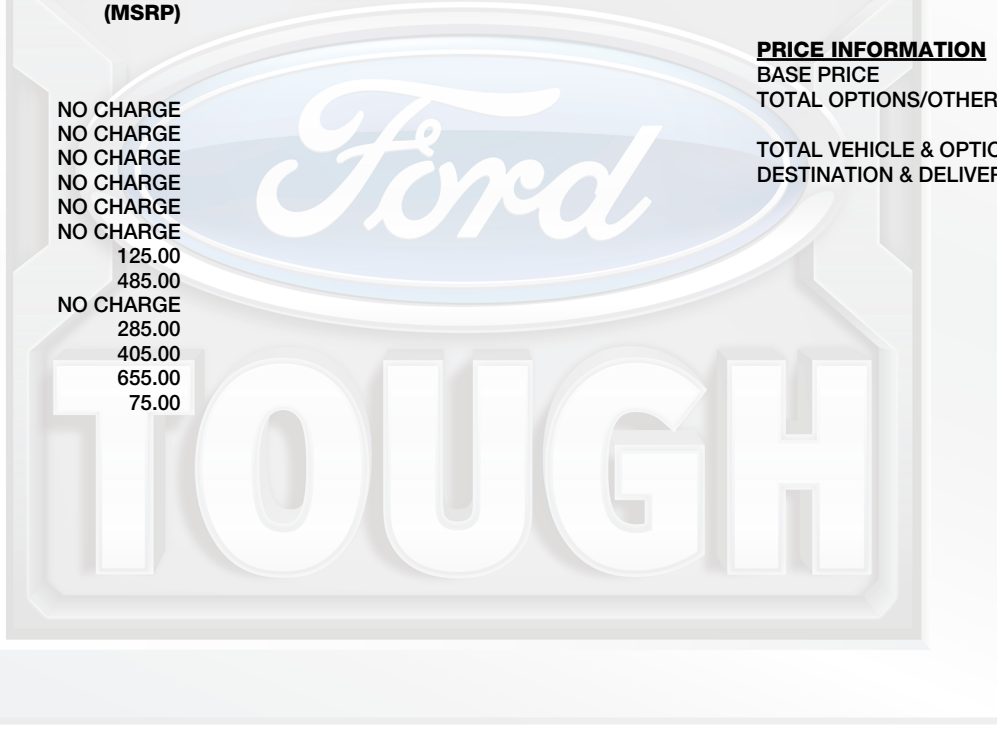 (MSRP)
NO CHARGE
NO CHARGE
NO CHARGE
NO CHARGE
NO CHARGE
NO CHARGE
125.00
485.00
NO CHARGE
285.00
405.00
655.00
75.00
PRICE INFORMATION
BASE PRICE
TOTAL OPTIONS/OTHER
TOTAL VEHICLE & OPTIO
DESTINATION & DELIVER
Ford
TOUGH